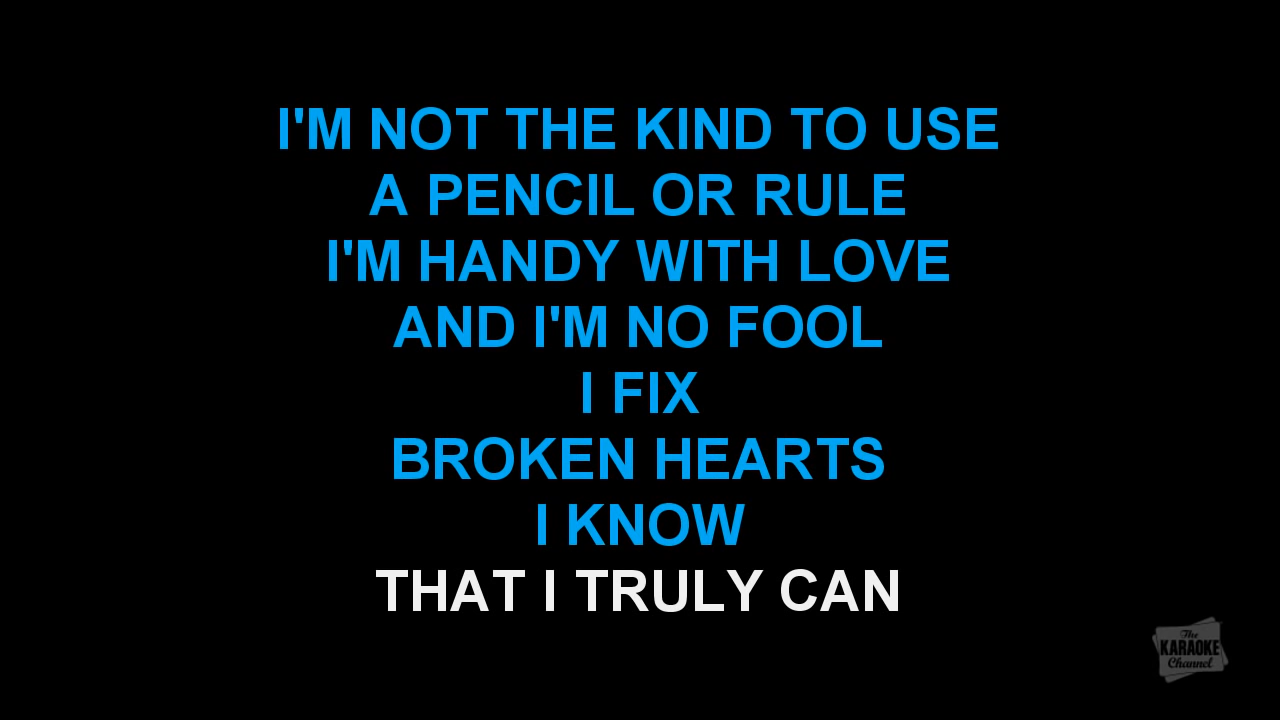 I'M NOT THE KIND TO USE
A PENCIL OR RULE
I'M HANDY WITH LOVE
AND I'M NO FOOL
I FIX
BROKEN HEARTS
I KNOW
THAT I TRULY CAN
The
KARAOKE
Channel